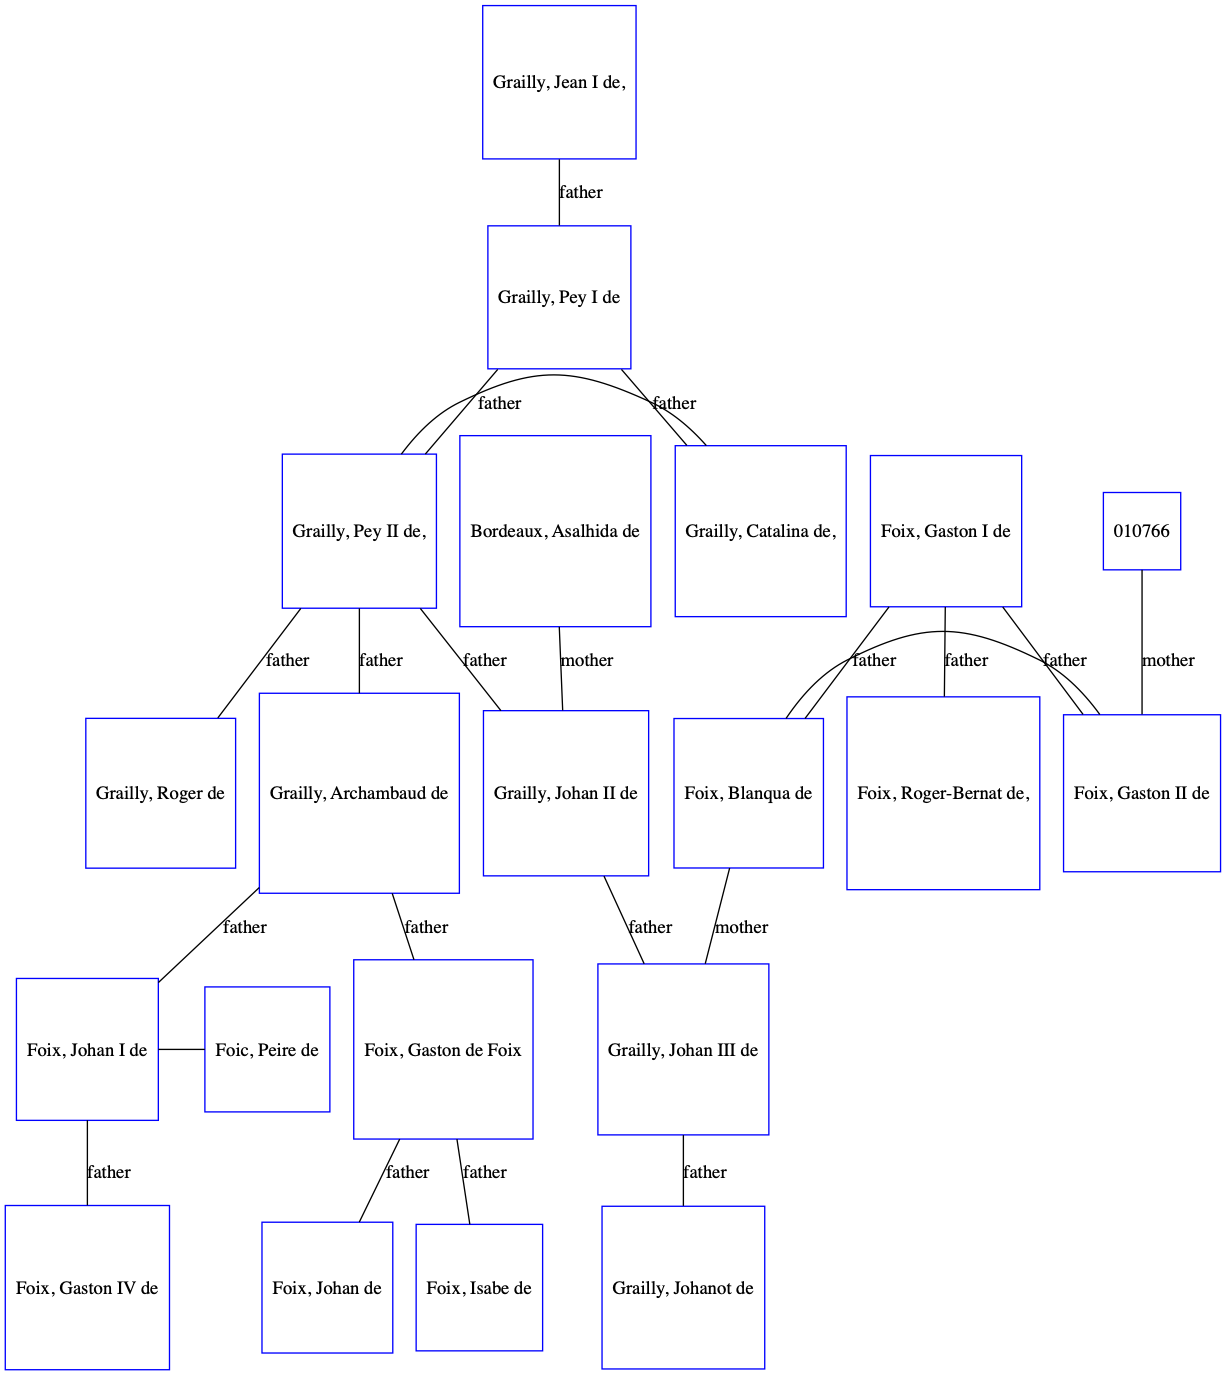 Grailly, Jean I de,
father
Grailly, Pey I de
father
father
Grailly, Pey II de,
Bordeaux, Asalhida de
Grailly, Catalina de,
Foix, Gaston I de
010766
father
father
father
mother
father
father
father
mother
Grailly, Roger de
Grailly, Archambaud de
Grailly, Johan II de
Foix, Blanqua de
Foix, Roger-Bernat de,
Foix, Gaston II de
father
father
father
mother
Foix, Johan I de
Foic, Peire de
Foix, Gaston de Foix
Grailly, Johan III de
father
father
father
father
Foix, Gaston IV de
Foix, Johan de
Foix, Isabe de
Grailly, Johanot de